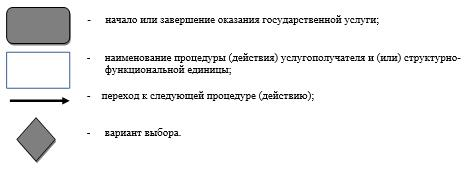 - начало или завершение оказания государственной услуги;
- наименование процедуры (действия) услугополучателя и (или) структурно-
функциональной единицы;
- переход к следующей процедуре (действию);
- вариант выбора.